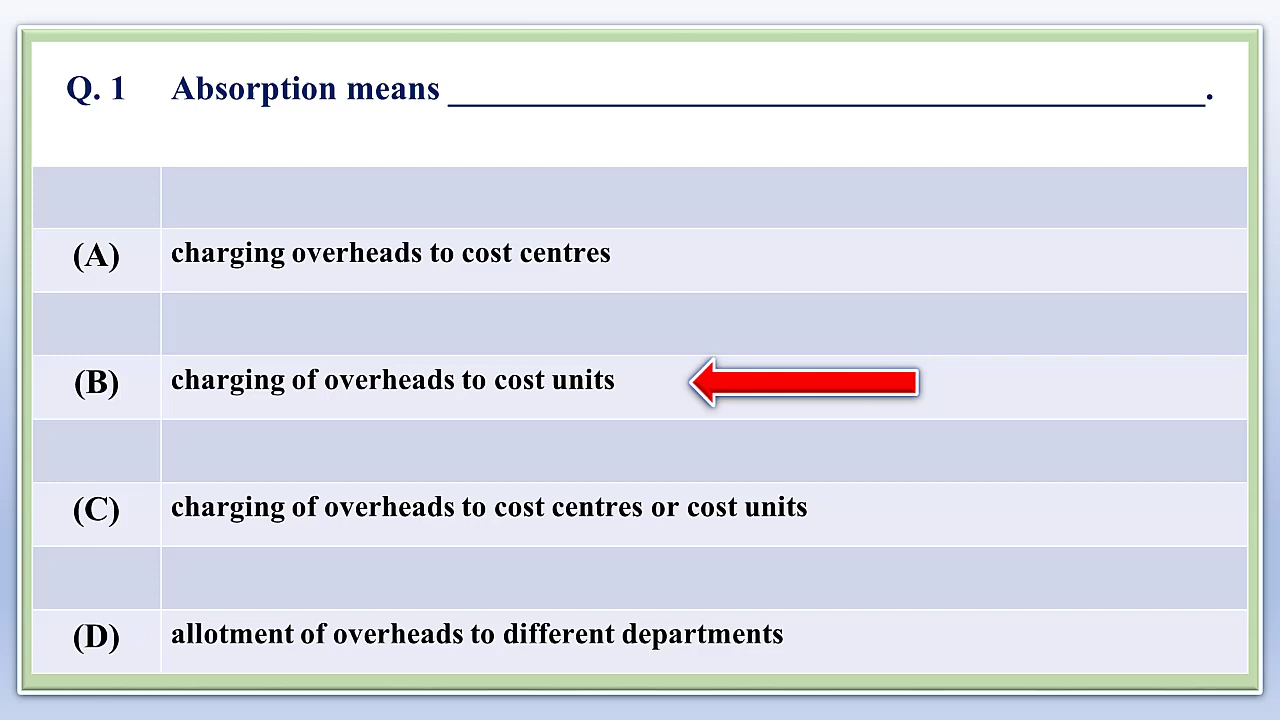 Q. 1 Absorption means ______________________________________________.
(A) charging overheads to cost centres
(B) charging of overheads to cost units
(C) charging of overheads to cost centres or cost units
(D) allotment of overheads to different departments